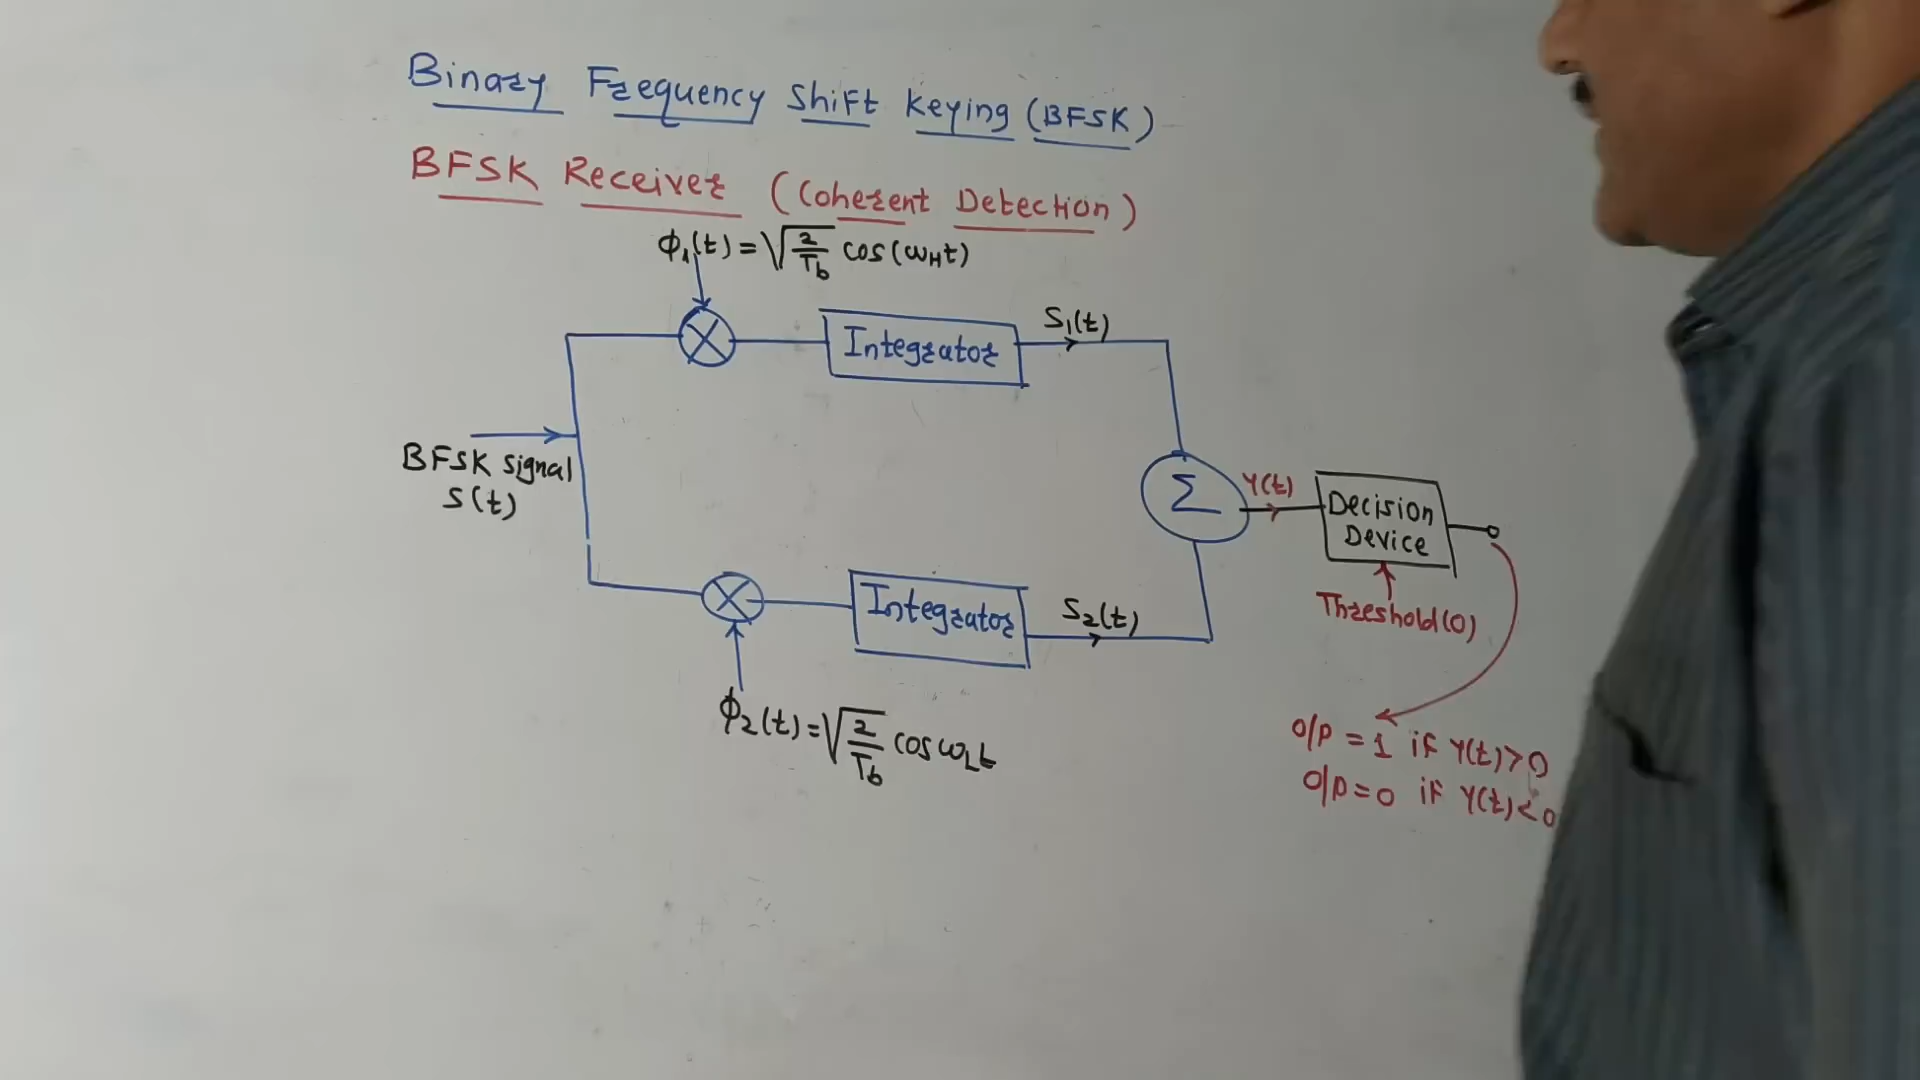 Binary Frequency Shift Keying (BFSK)
BFSK Receiver (Coherent Detection)
ϕ₁(t) = √(2/Tb) cos(ωHt)
Integrator
S₁(t)
BFSK signal
S(t)
Σ
Y(t)
Decision
Device
Threshold(0)
Integrator
S₂(t)
ϕ₂(t) = √(2/Tb) cos ωLt
O/P = 1 if Y(t) > 0
O/P = 0 if Y(t) < 0